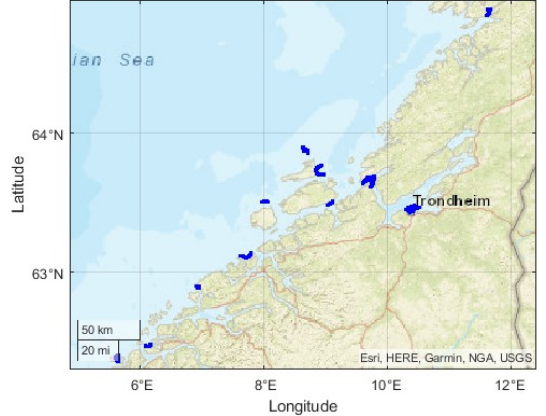 ian Sea
64°N
Trondheim
63°N
50 km
20 mi
Esri, HERE, Garmin, NGA, USGS
6°E 8°E 10°E 12°E
Longitude
Latitude